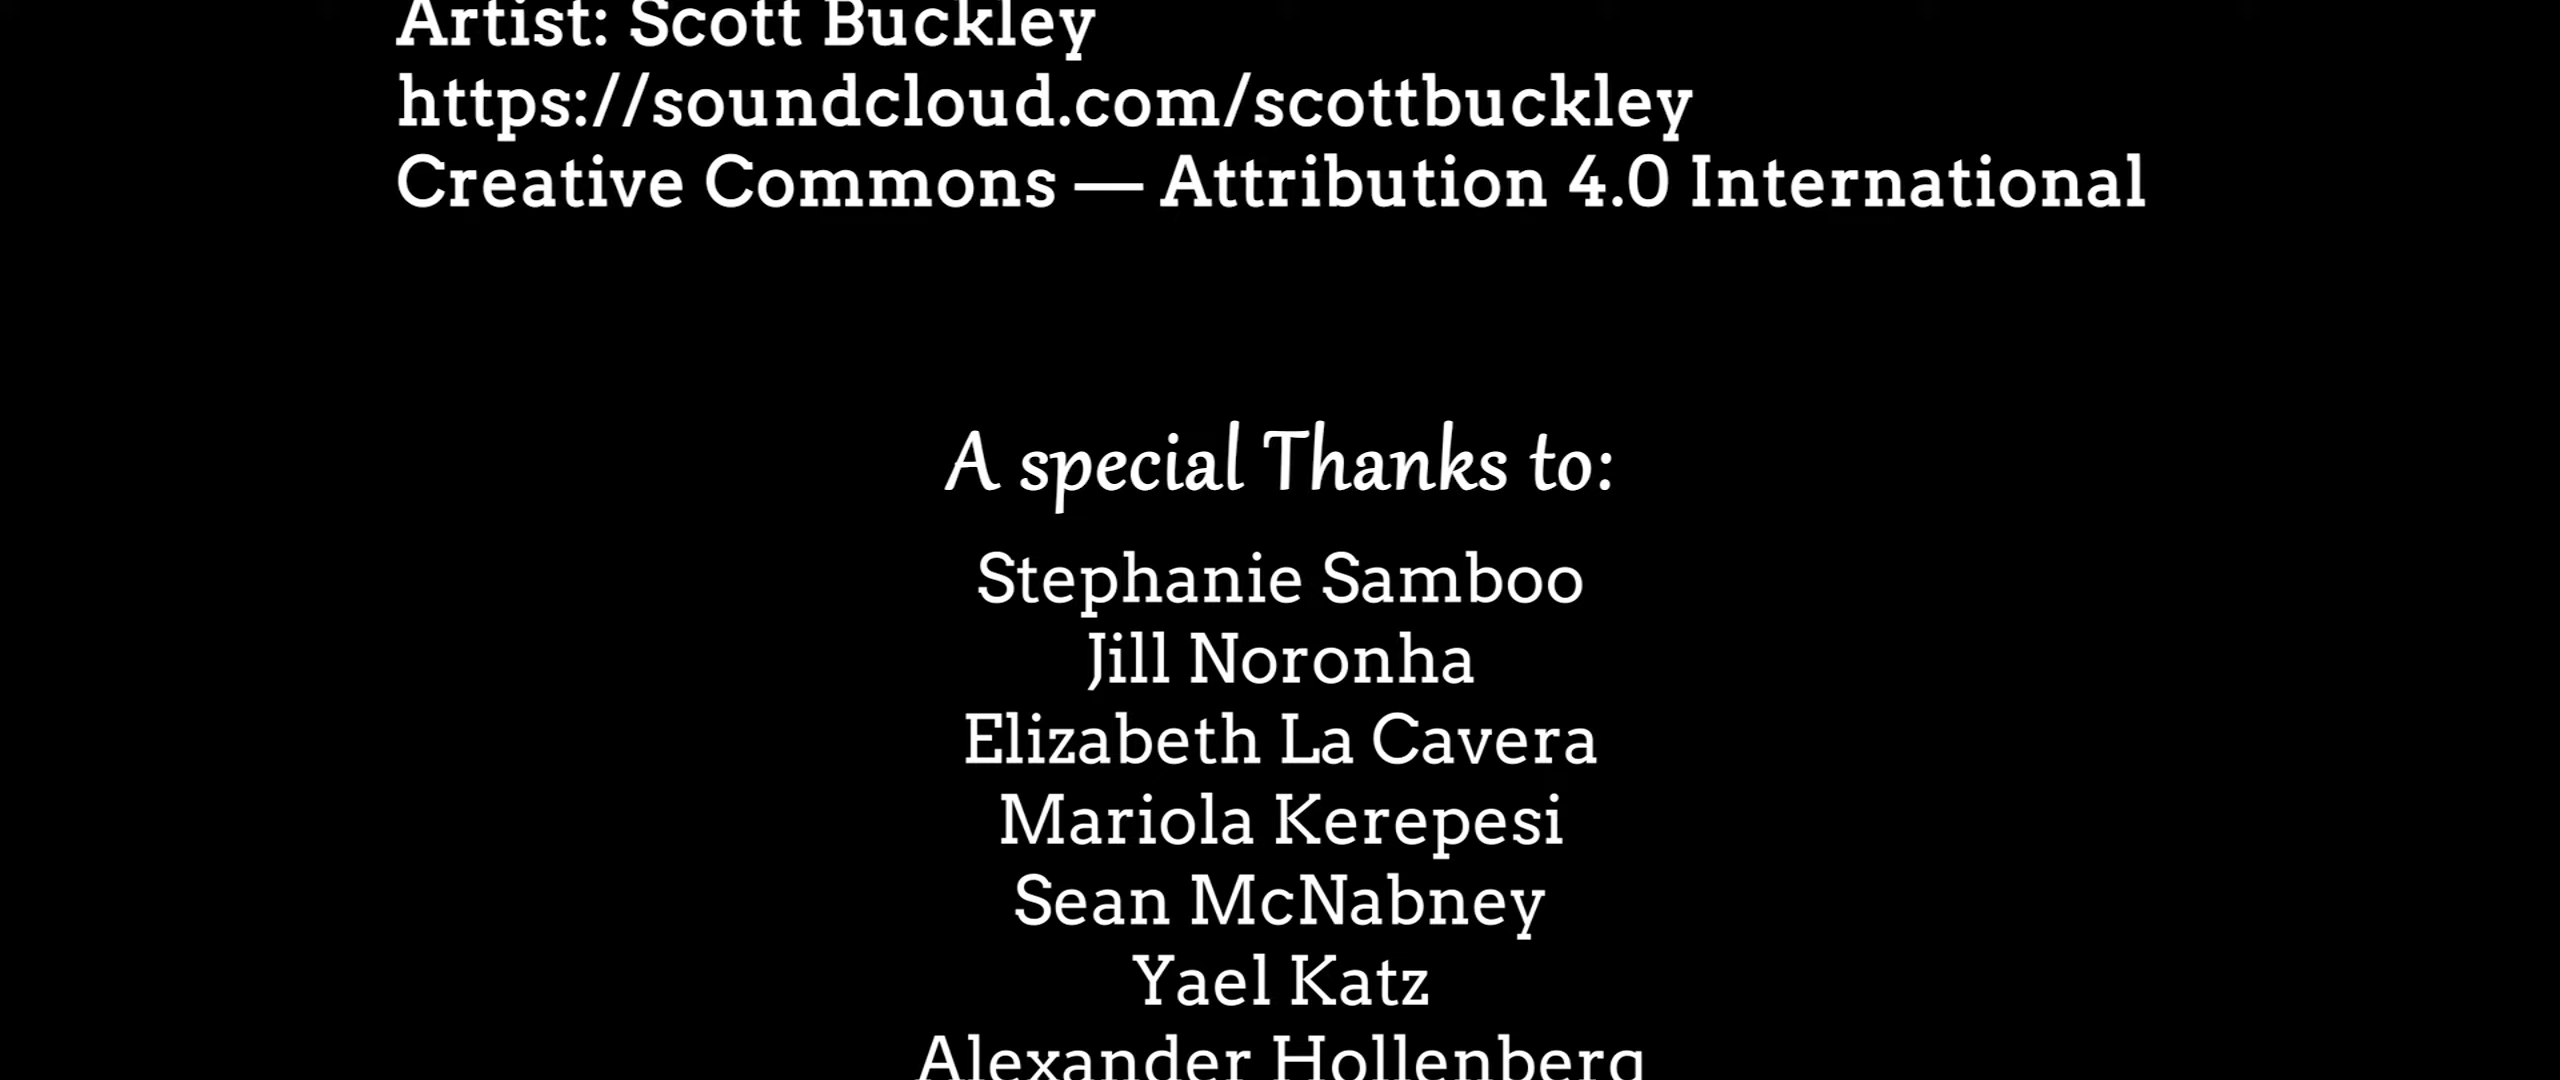 Artist: Scott Buckley
https://soundcloud.com/scottbuckley
Creative Commons — Attribution 4.0 International
A special Thanks to:
Stephanie Samboo
Jill Noronha
Elizabeth La Cavera
Mariola Kerepesi
Sean McNabney
Yael Katz
Alexander Hollenberg